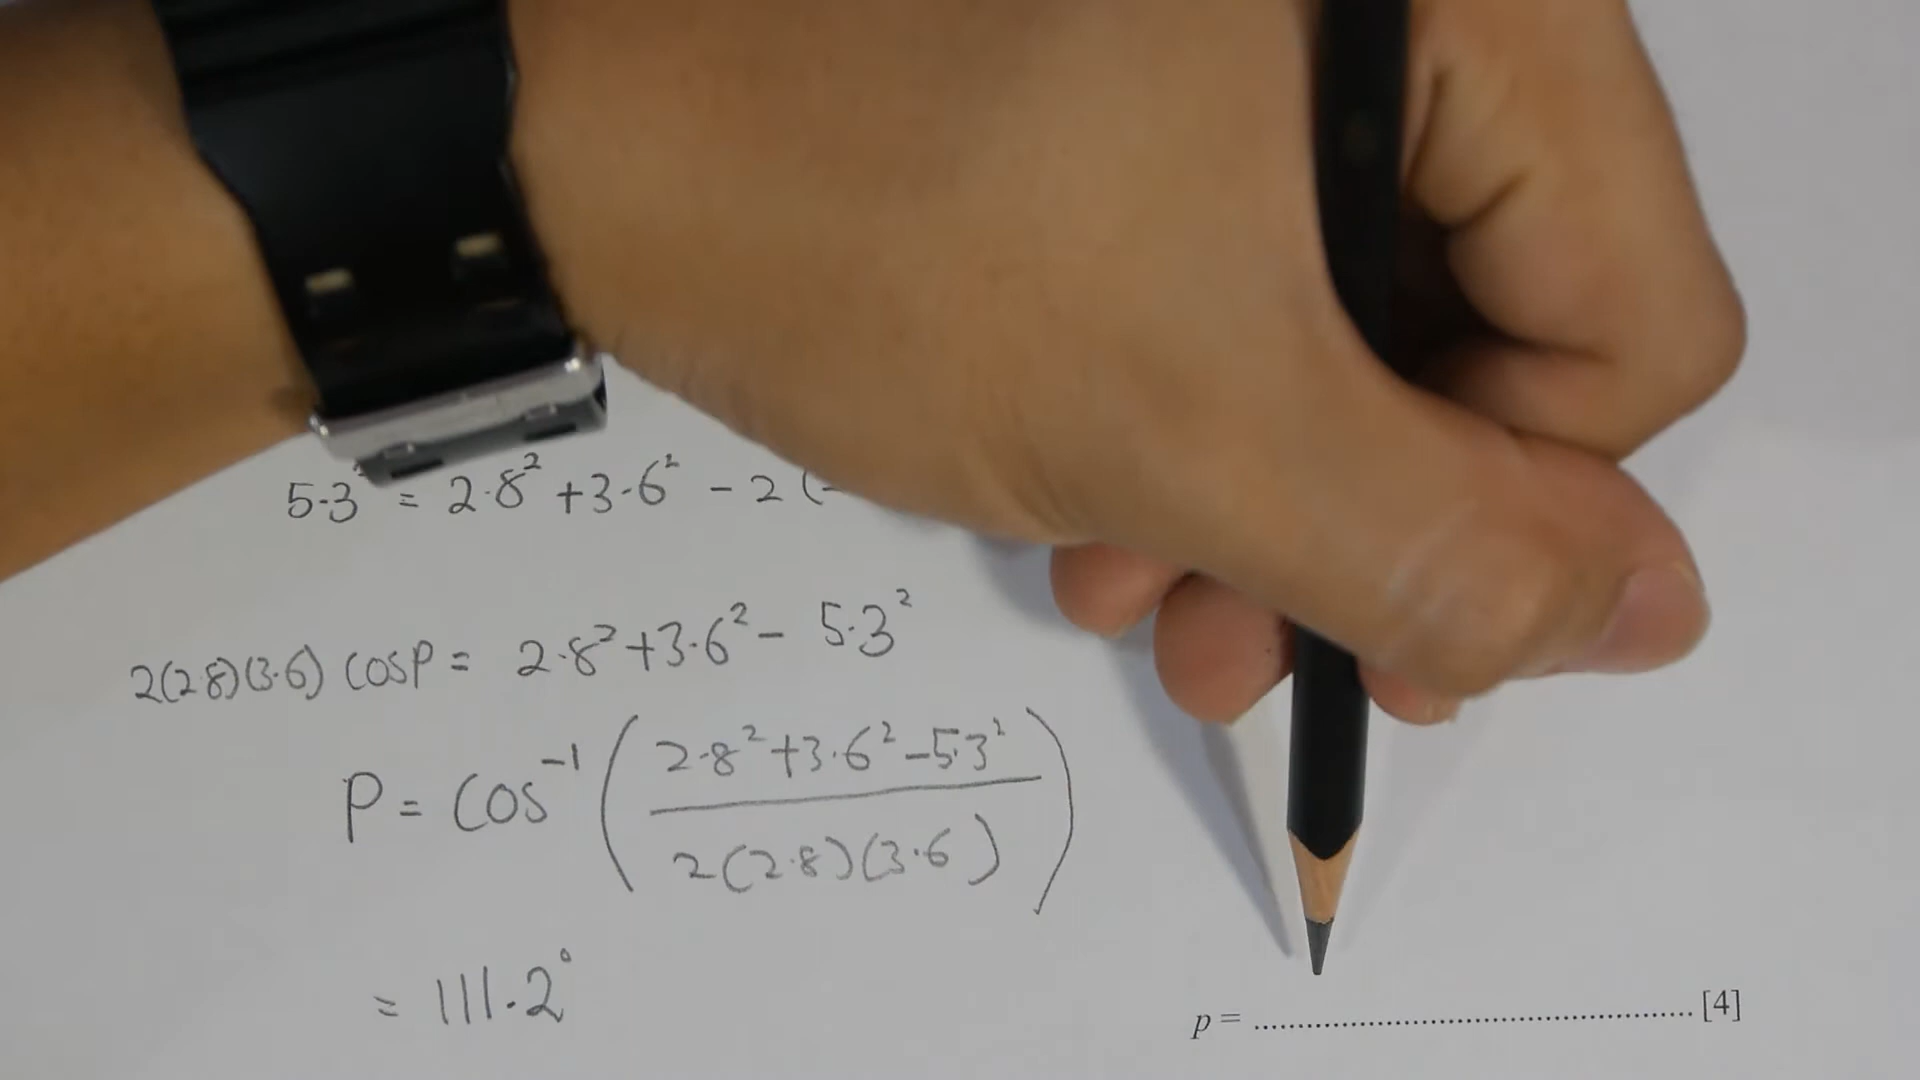 5.3² = 2.8² + 3.6² - 2 (
2(2.8)(3.6) cosp = 2.8² + 3.6² - 5.3²
P = cos⁻¹ ( 2.8² + 3.6² - 5.3² / 2(2.8)(3.6) )
= 111.2°
p = ........................................ [4]